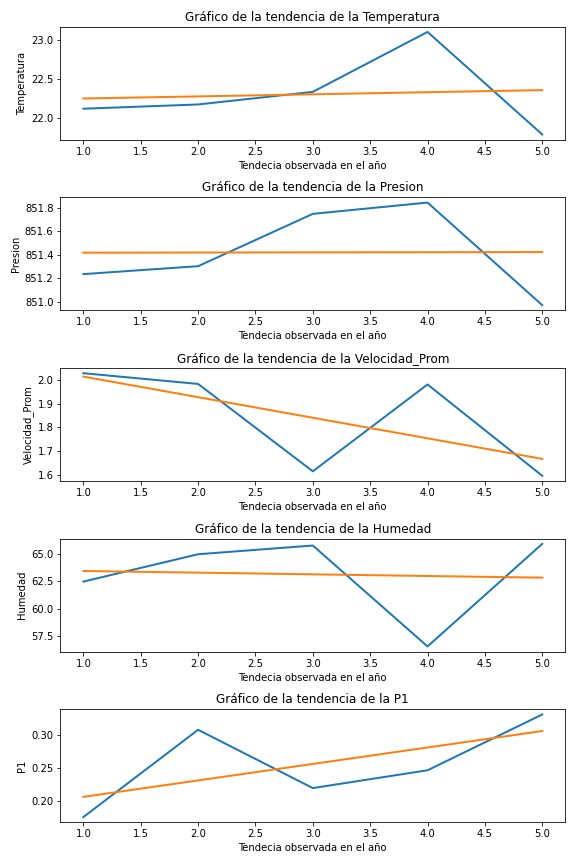 Gráfico de la tendencia de la Temperatura
Temperatura
23.0
22.5
22.0
1.0 1.5 2.0 2.5 3.0 3.5 4.0 4.5 5.0
Tendecia observada en el año
Gráfico de la tendencia de la Presion
Presion
851.8
851.6
851.4
851.2
851.0
1.0 1.5 2.0 2.5 3.0 3.5 4.0 4.5 5.0
Tendecia observada en el año
Gráfico de la tendencia de la Velocidad_Prom
Velocidad_Prom
2.0
1.9
1.8
1.7
1.6
1.0 1.5 2.0 2.5 3.0 3.5 4.0 4.5 5.0
Tendecia observada en el año
Gráfico de la tendencia de la Humedad
Humedad
65.0
62.5
60.0
57.5
1.0 1.5 2.0 2.5 3.0 3.5 4.0 4.5 5.0
Tendecia observada en el año
Gráfico de la tendencia de la P1
P1
0.30
0.25
0.20
1.0 1.5 2.0 2.5 3.0 3.5 4.0 4.5 5.0
Tendecia observada en el año